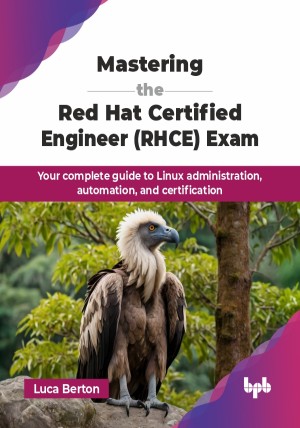 Mastering
the
Red Hat Certified
Engineer (RHCE) Exam
Your complete guide to Linux administration,
automation, and certification
Luca Berton
bpb